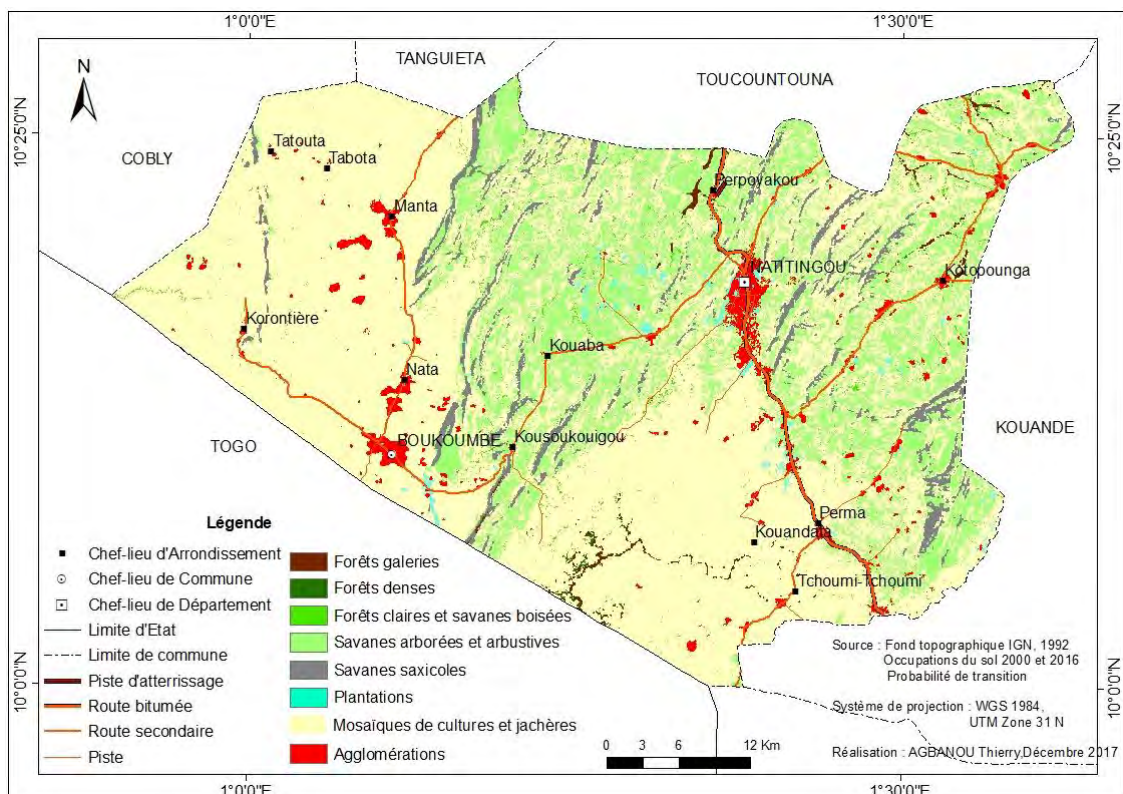 1°0'0"E
1°30'0"E
TANGUIETA
TOUCOUNTOUNA
N
10°25'0"N
10°25'0"N
COBLY
Tatouta
Tabota
Perpoyakou
Manta
NATITINGOU
Kotopounga
Korontière
Kouaba
Nata
KOUANDE
TOGO
BOUKOUMBE
Kousoukouigou
Perma
Kouandata
Tchoumi-Tchoumi
10°0'0"N
10°0'0"N
Légende
Chef-lieu d'Arrondissement
Chef-lieu de Commune
Chef-lieu de Département
Limite d'Etat
Limite de commune
Piste d'atterrissage
Route bitumée
Route secondaire
Piste
Forêts galeries
Forêts denses
Forêts claires et savanes boisées
Savanes arborées et arbustives
Savanes saxicoles
Plantations
Mosaïques de cultures et jachères
Agglomérations
0 3 6 12 Km
Source : Fond topographique IGN, 1992
Occupations du sol 2000 et 2016
Probabilité de transition
Système de projection : WGS 1984,
UTM Zone 31 N
Réalisation : AGBANOU Thierry,Décembre 2017
1°0'0"E
1°30'0"E